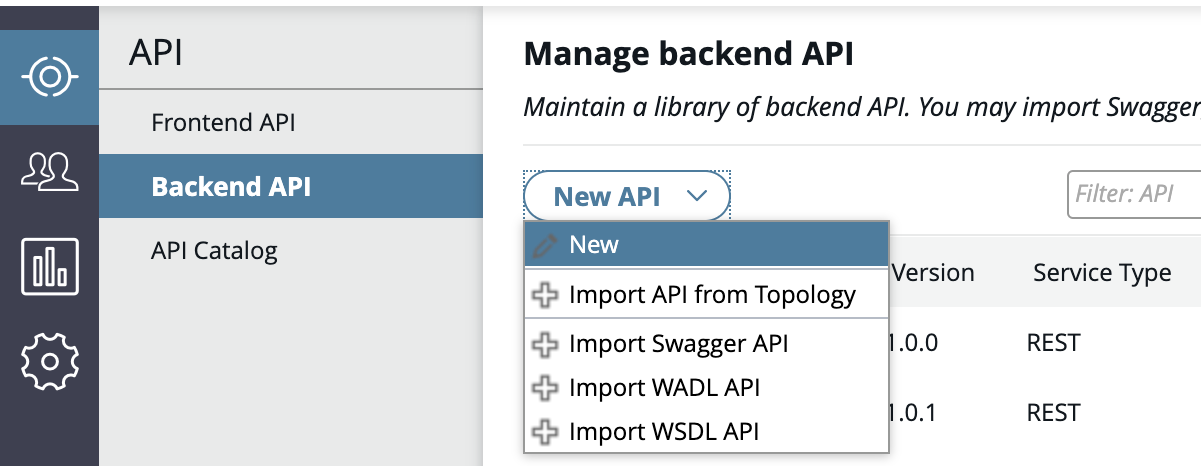 API
Frontend API
Backend API
API Catalog
Manage backend API
Maintain a library of backend API. You may import Swagger,
New API
Filter: API
New
Import API from Topology
Import Swagger API
Import WADL API
Import WSDL API
Version
Service Type
1.0.0
REST
1.0.1
REST